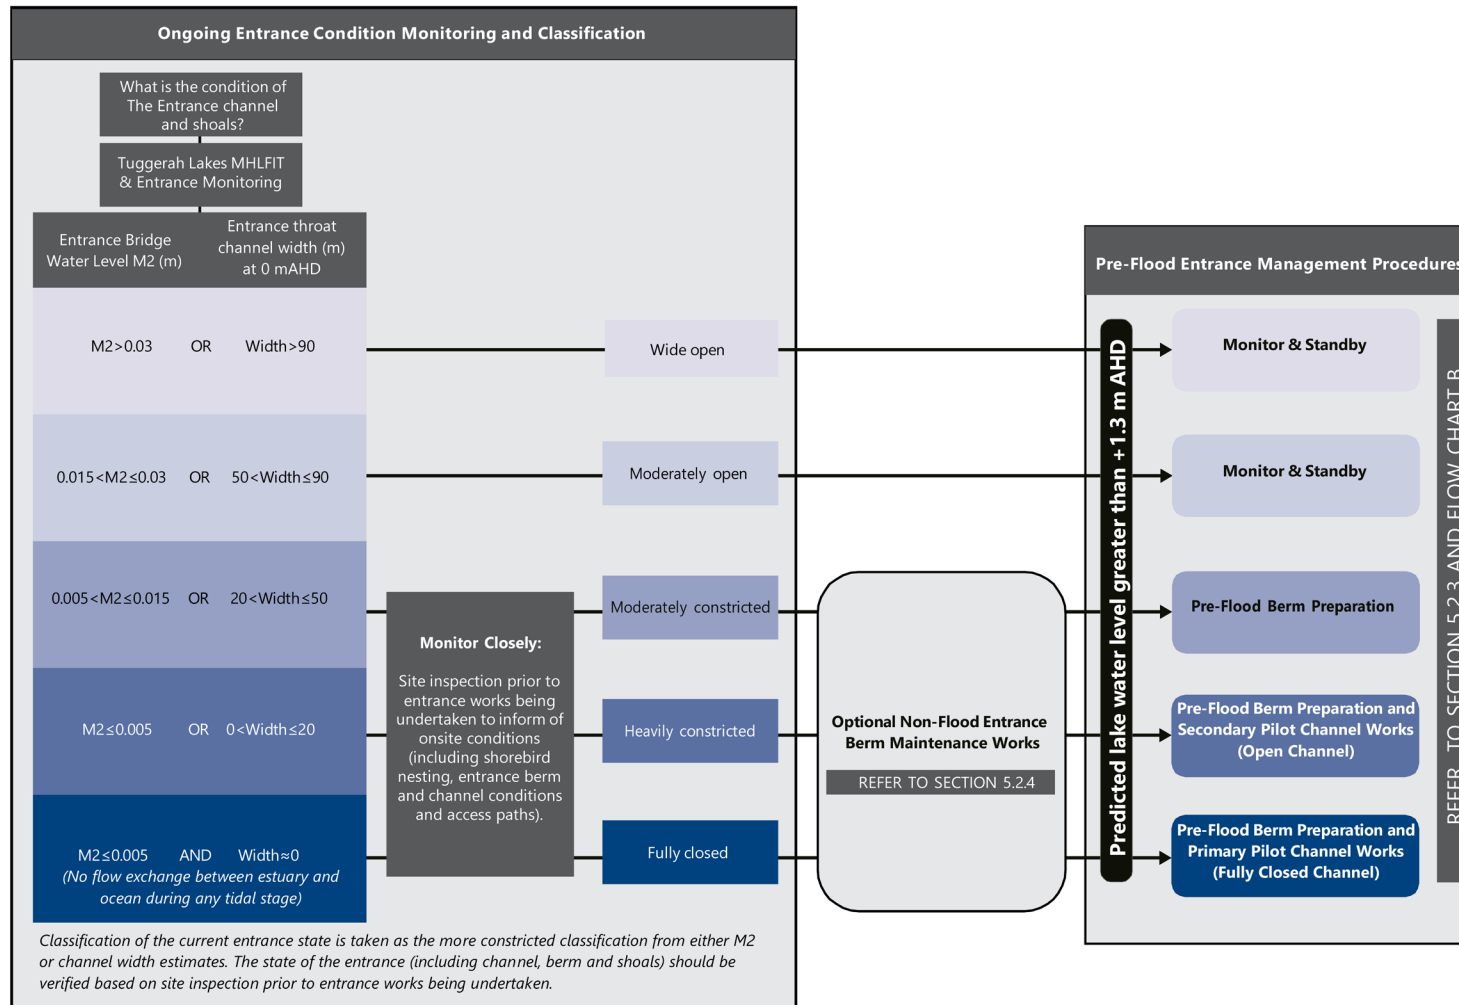 Ongoing Entrance Condition Monitoring and Classification
What is the condition of
The Entrance channel
and shoals?
Tuggerah Lakes MHLFIT
& Entrance Monitoring
Entrance Bridge
Water Level M2 (m)
Entrance throat
channel width (m)
at 0 mAHD
M2>0.03 OR Width>90
Wide open
0.015<M2≤0.03 OR 50<Width≤90
Moderately open
0.005<M2≤0.015 OR 20<Width≤50
Moderately constricted
M2≤0.005 OR 0<Width≤20
Heavily constricted
M2≤0.005 AND Width≈0
(No flow exchange between estuary and
ocean during any tidal stage)
Fully closed
Monitor Closely:
Site inspection prior to
entrance works being
undertaken to inform of
onsite conditions
(including shorebird
nesting, entrance berm
and channel conditions
and access paths).
Classification of the current entrance state is taken as the more constricted classification from either M2
or channel width estimates. The state of the entrance (including channel, berm and shoals) should be
verified based on site inspection prior to entrance works being undertaken.
Optional Non-Flood Entrance
Berm Maintenance Works
REFER TO SECTION 5.2.4
Pre-Flood Entrance Management Procedures
Predicted lake water level greater than +1.3 m AHD
Monitor & Standby
Monitor & Standby
Pre-Flood Berm Preparation
Pre-Flood Berm Preparation and
Secondary Pilot Channel Works
(Open Channel)
Pre-Flood Berm Preparation and
Primary Pilot Channel Works
(Fully Closed Channel)
REFER TO SECTION 5.2.3 AND FLOW CHART B